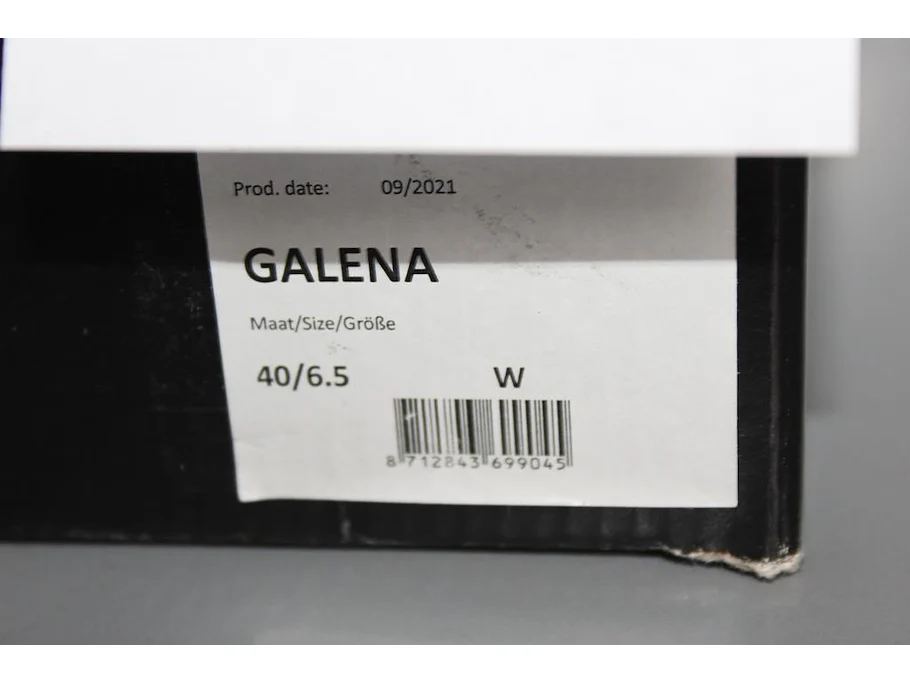 Prod. date: 09/2021
GALENA
Maat/Size/Größe
40/6.5 W
8 712843 699045